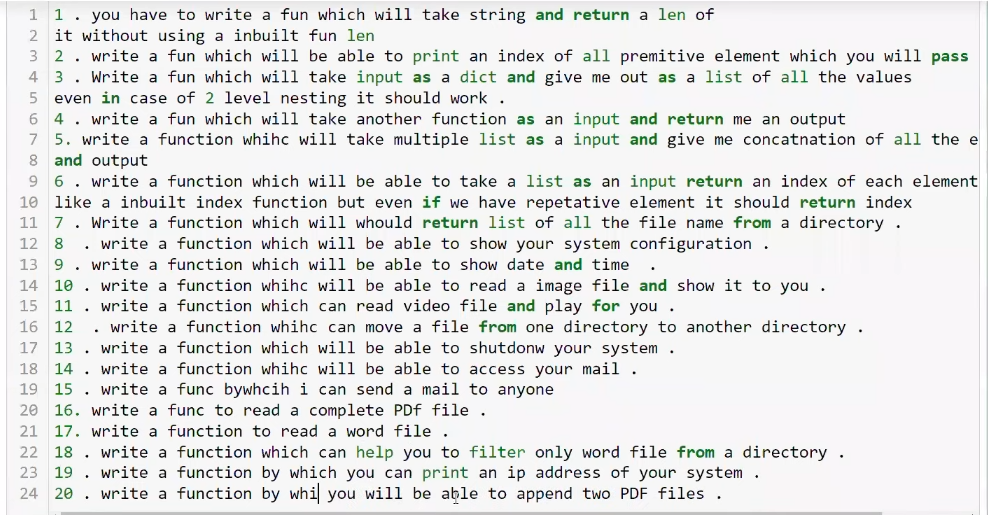 1 1 . you have to write a fun which will take string and return a len of
2 it without using a inbuilt fun len
3 2 . write a fun which will be able to print an index of all premitive element which you will pass
4 3 . Write a fun which will take input as a dict and give me out as a list of all the values
5 even in case of 2 level nesting it should work .
6 4 . write a fun which will take another function as an input and return me an output
7 5. write a function whihc will take multiple list as a input and give me concatnation of all the e
8 and output
9 6 . write a function which will be able to take a list as an input return an index of each element
10 like a inbuilt index function but even if we have repetative element it should return index
11 7 . Write a function which will whould return list of all the file name from a directory .
12 8 . write a function which will be able to show your system configuration .
13 9 . write a function which will be able to show date and time .
14 10 . write a function whihc will be able to read a image file and show it to you .
15 11 . write a function which can read video file and play for you .
16 12 . write a function whihc can move a file from one directory to another directory .
17 13 . write a function which will be able to shutdonw your system .
18 14 . write a function whihc will be able to access your mail .
19 15 . write a func bywhcih i can send a mail to anyone
20 16. write a func to read a complete PDf file .
21 17. write a function to read a word file .
22 18 . write a function which can help you to filter only word file from a directory .
23 19 . write a function by which you can print an ip address of your system .
24 20 . write a function by whi you will be able to append two PDF files .